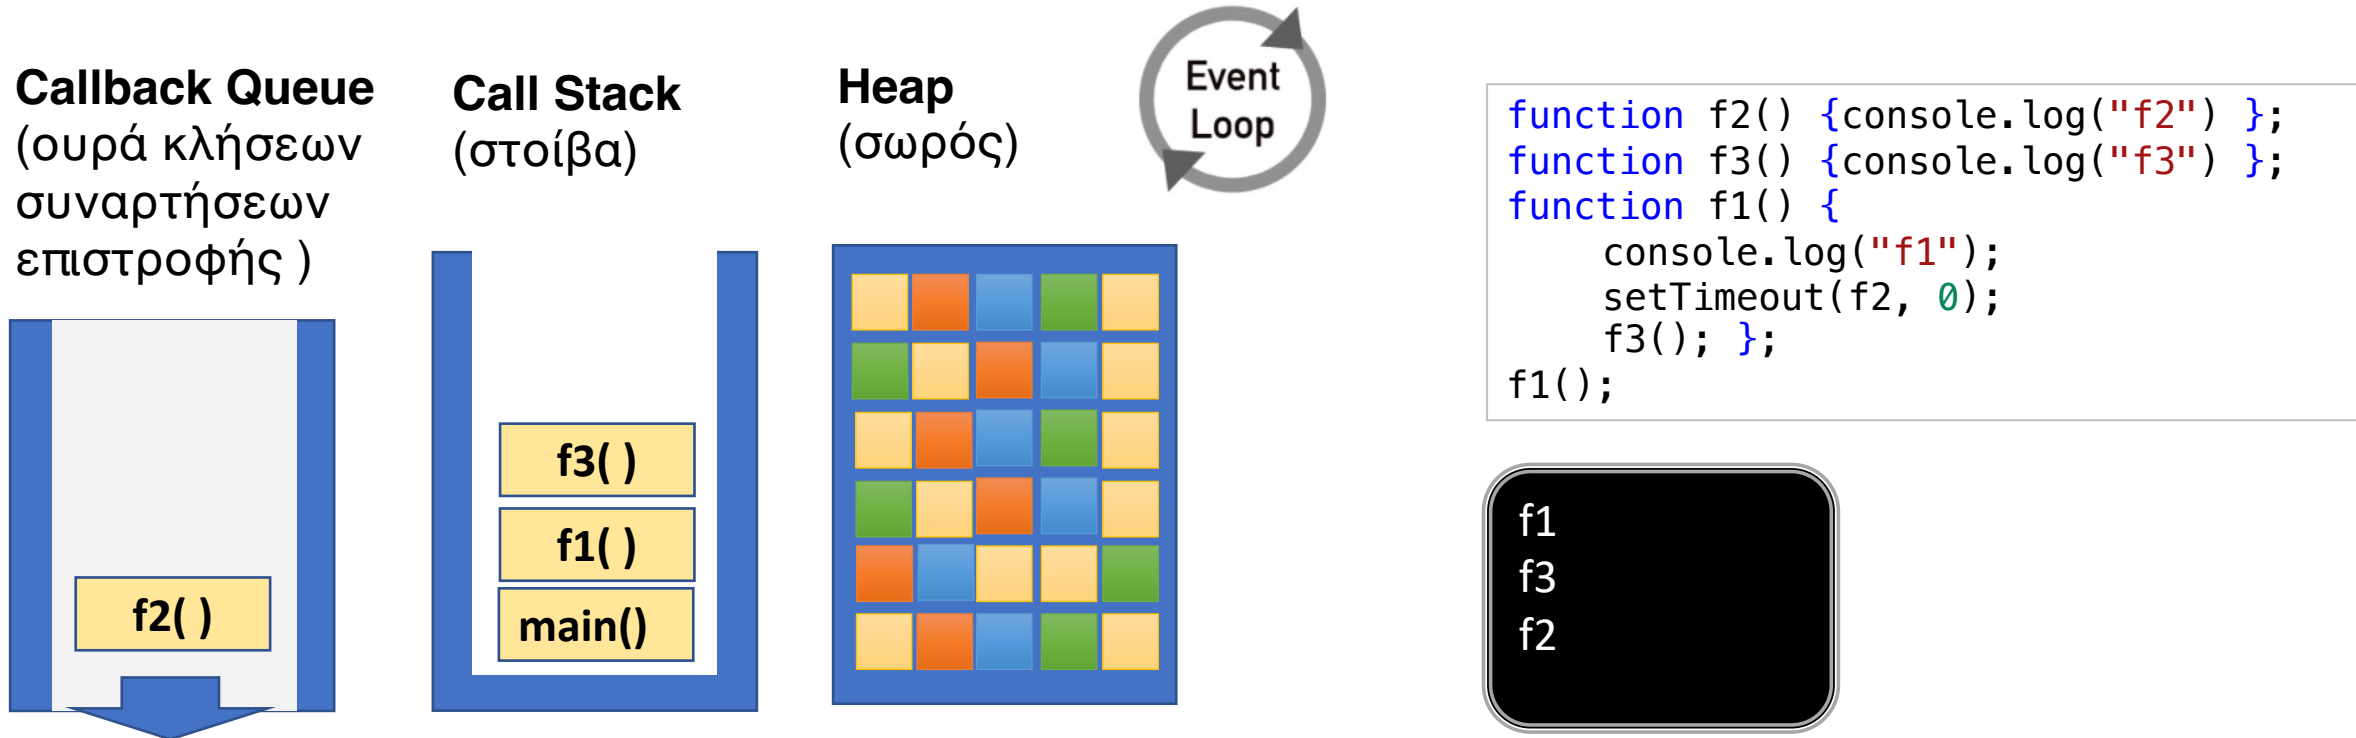 Callback Queue
(ουρά κλήσεων
συναρτήσεων
επιστροφής )
f2( )
Call Stack
(στοίβα)
f3( )
f1( )
main()
Heap
(σωρός)
Event
Loop
function f2() {console.log("f2") };
function f3() {console.log("f3") };
function f1() {
console.log("f1");
setTimeout(f2, 0);
f3(); };
f1();
f1
f3
f2